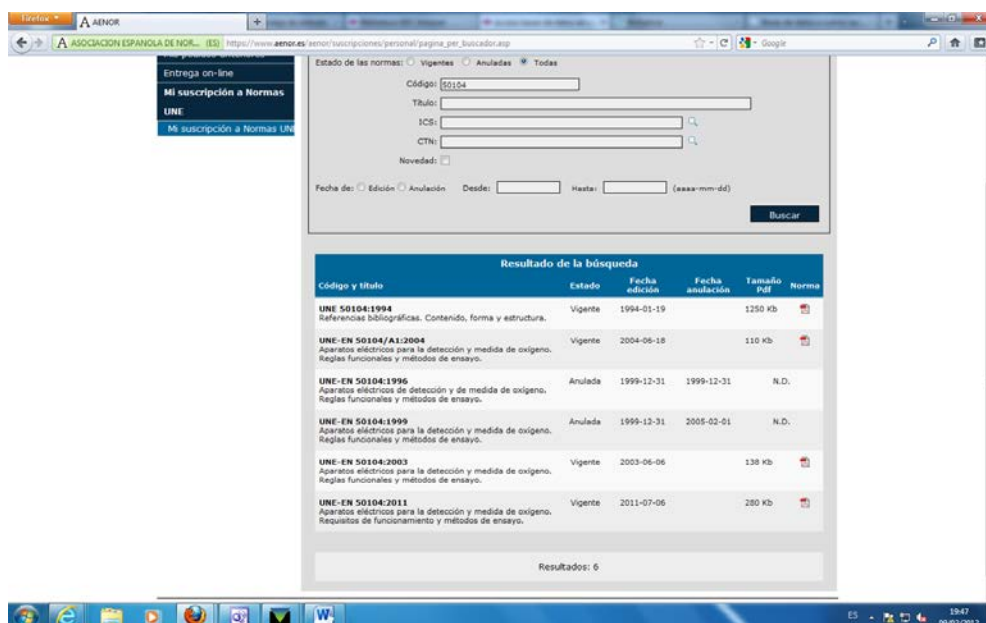 Firefox
AENOR
ASOCIACION ESPANOLA DE NOR... (ES) https://www.aenor.es/aenor/suscripciones/personal/pagina_per_buscador.asp
Google
Entrega on-line
Mi suscripción a Normas
UNE
Mi suscripción a Normas UNE
Estado de las normas: Vigentes Anuladas Todas
Código: 50104
Título:
ICS:
CTN:
Novedad:
Fecha de: Edición Anulación Desde: Hasta: (aaaa-mm-dd)
Buscar
Resultado de la búsqueda
Código y título Estado Fecha edición Fecha anulación Tamaño Pdf Norma
UNE 50104:1994 Vigente 1994-01-19 1250 Kb
Referencias bibliográficas. Contenido, forma y estructura.
UNE-EN 50104/A1:2004 Vigente 2004-06-18 110 Kb
Aparatos eléctricos para la detección y medida de oxígeno.
Reglas funcionales y métodos de ensayo.
UNE-EN 50104:1996 Anulada 1999-12-31 1999-12-31 N.D.
Aparatos eléctricos de detección y de medida de oxígeno.
Reglas funcionales y métodos de ensayo.
UNE-EN 50104:1999 Anulada 1999-12-31 2005-02-01 N.D.
Aparatos eléctricos para la detección y medida de oxígeno.
Reglas funcionales y métodos de ensayo.
UNE-EN 50104:2003 Vigente 2003-06-06 138 Kb
Aparatos eléctricos para la detección y medida de oxígeno.
Reglas funcionales y métodos de ensayo.
UNE-EN 50104:2011 Vigente 2011-07-06 280 Kb
Aparatos eléctricos para la detección y medida de oxígeno.
Requisitos de funcionamiento y métodos de ensayo.
Resultados: 6
ES 19:47